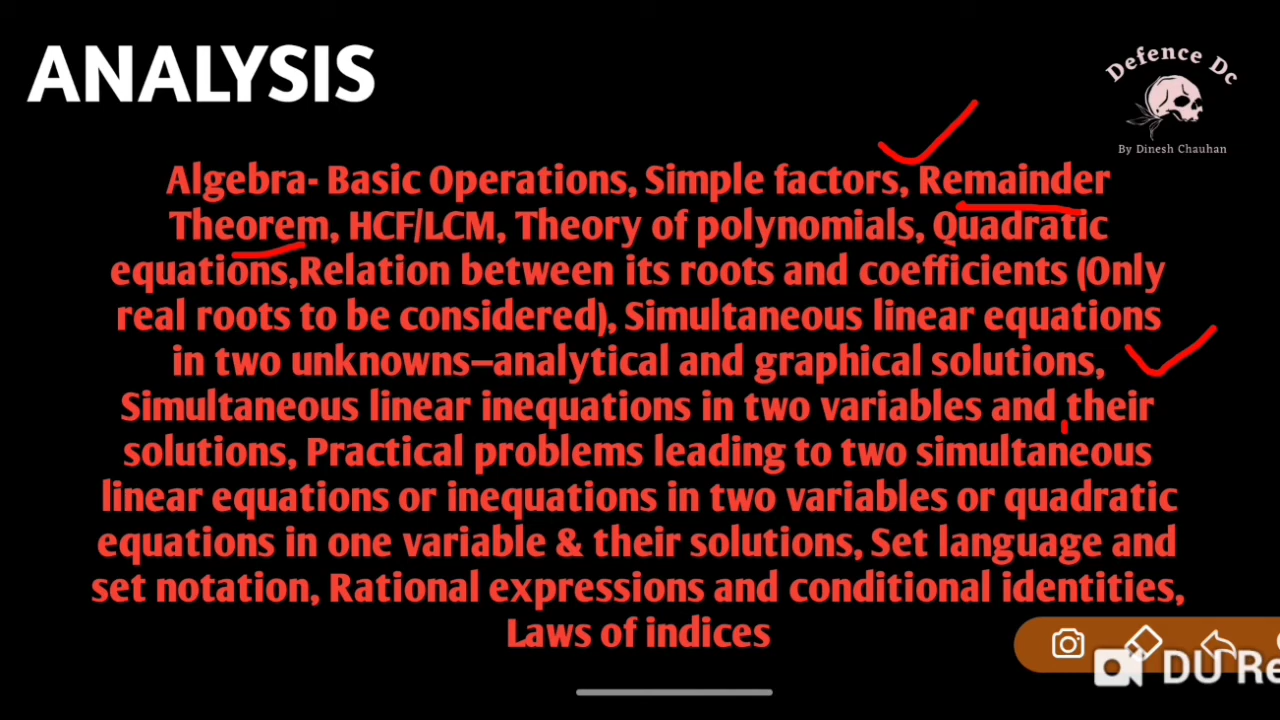 ANALYSIS
Defence Dc
By Dinesh Chauhan
Algebra- Basic Operations, Simple factors, Remainder
Theorem, HCF/LCM, Theory of polynomials, Quadratic
equations,Relation between its roots and coefficients (Only
real roots to be considered), Simultaneous linear equations
in two unknowns–analytical and graphical solutions,
Simultaneous linear inequations in two variables and their
solutions, Practical problems leading to two simultaneous
linear equations or inequations in two variables or quadratic
equations in one variable & their solutions, Set language and
set notation, Rational expressions and conditional identities,
Laws of indices
DU Re